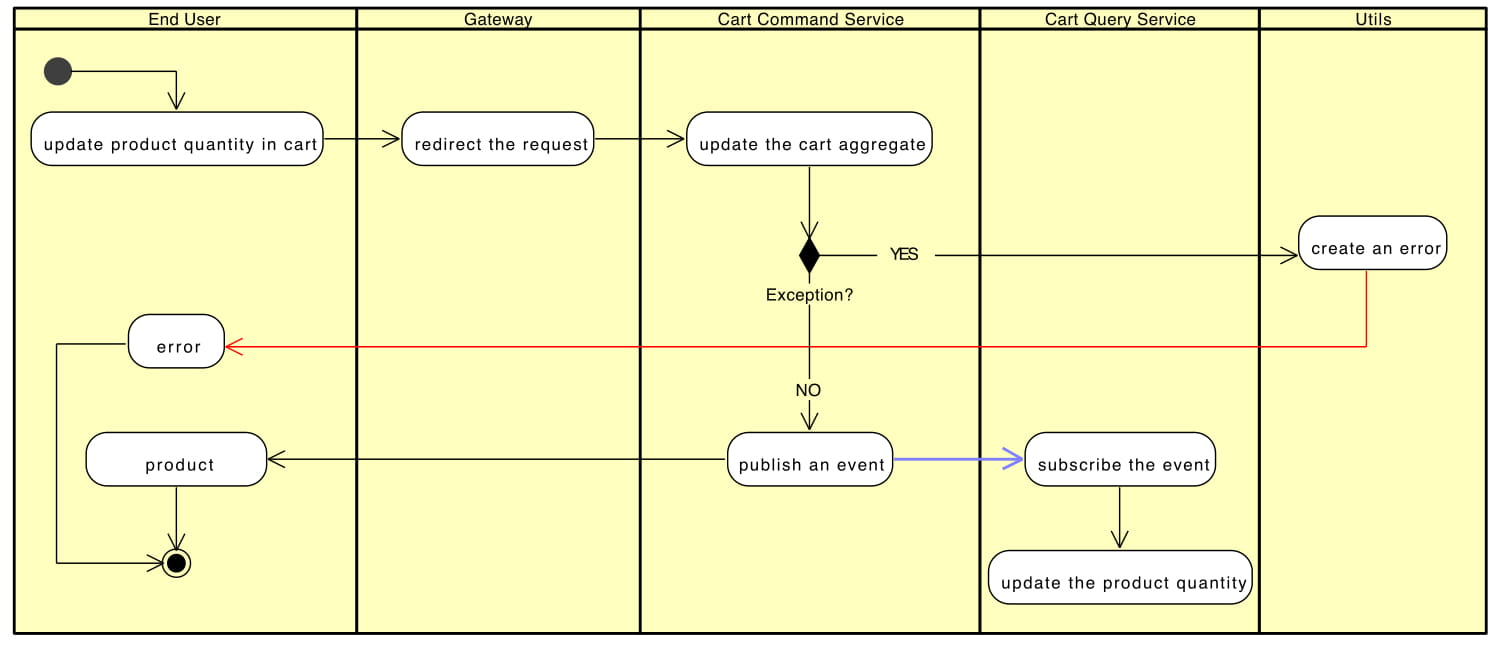 End User
Gateway
Cart Command Service
Cart Query Service
Utils
update product quantity in cart
redirect the request
update the cart aggregate
create an error
YES
Exception?
error
NO
product
publish an event
subscribe the event
update the product quantity